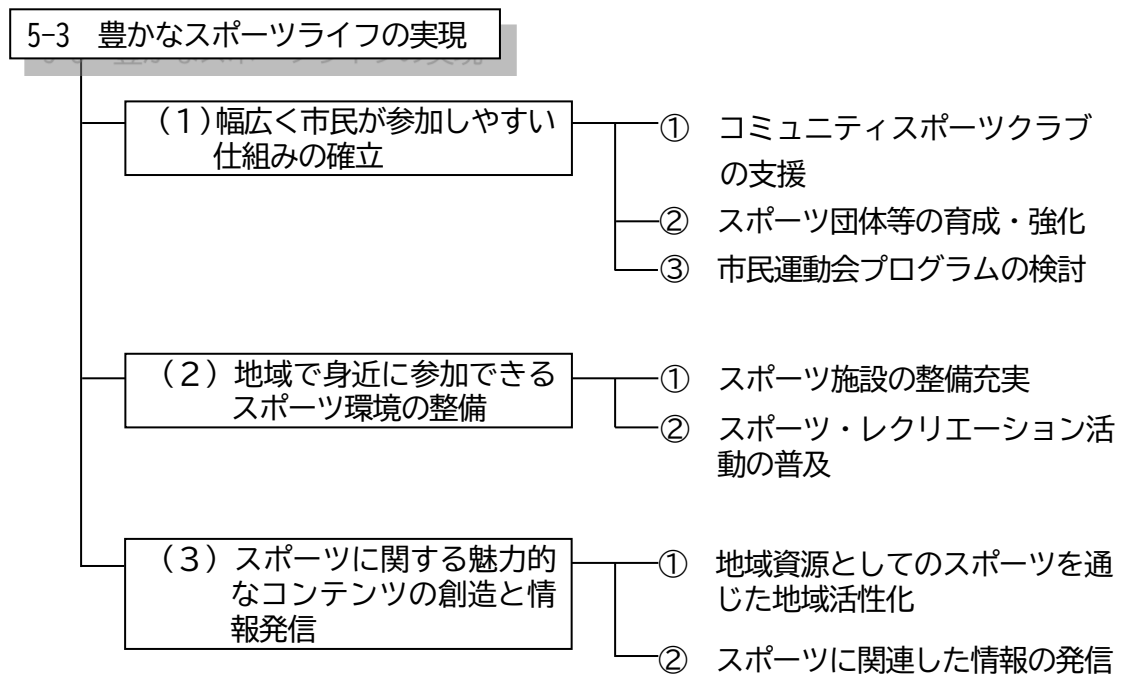 5-3 豊かなスポーツライフの実現
（1）幅広く市民が参加しやすい
仕組みの確立
① コミュニティスポーツクラブ
の支援
② スポーツ団体等の育成・強化
③ 市民運動会プログラムの検討
（2）地域で身近に参加できる
スポーツ環境の整備
① スポーツ施設の整備充実
② スポーツ・レクリエーション活
動の普及
（3）スポーツに関する魅力的
なコンテンツの創造と情
報発信
① 地域資源としてのスポーツを通
じた地域活性化
② スポーツに関連した情報の発信